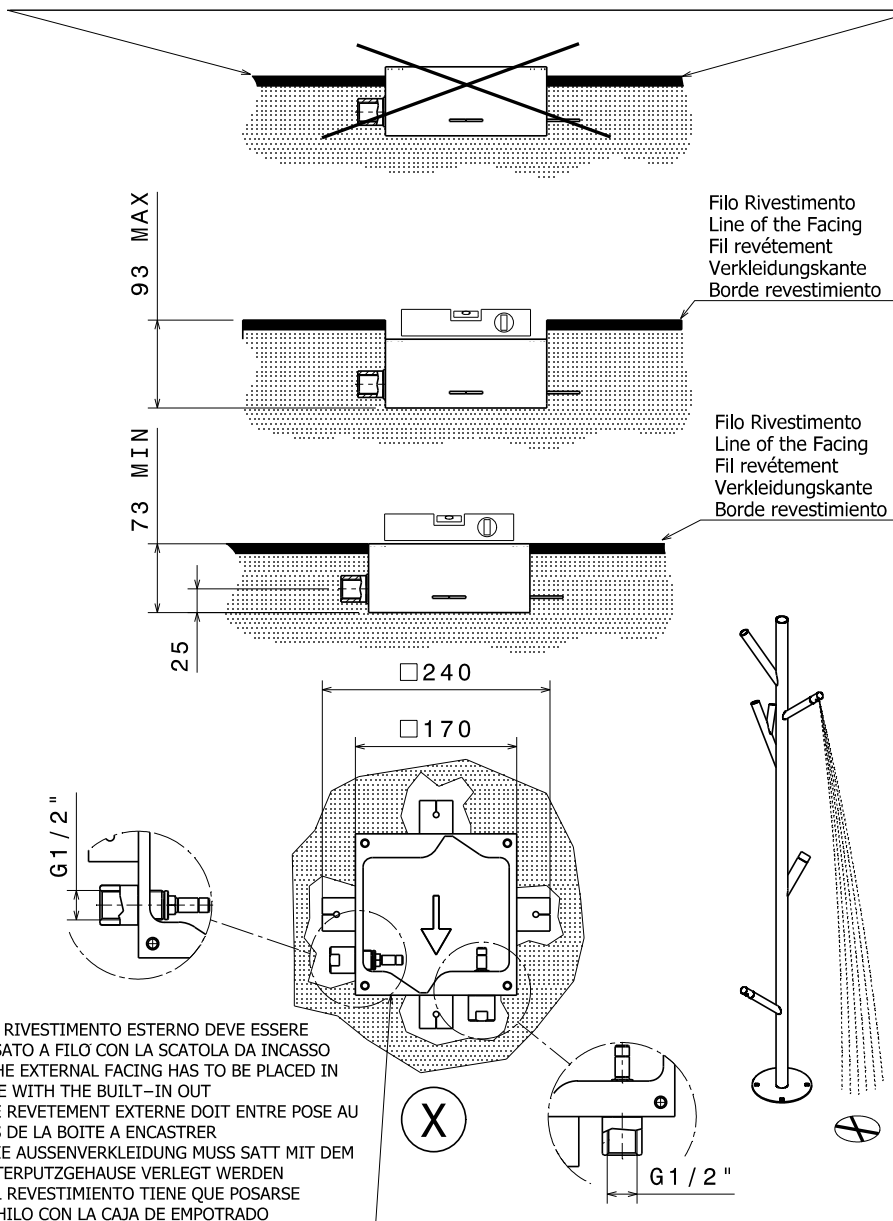 93 MAX
Filo Rivestimento
Line of the Facing
Fil revétement
Verkleidungskante
Borde revestimiento
73 MIN
Filo Rivestimento
Line of the Facing
Fil revétement
Verkleidungskante
Borde revestimiento
25
□240
□170
G1/2"
RIVESTIMENTO ESTERNO DEVE ESSERE
A FILO CON LA SCATOLA DA INCASSO
EXTERNAL FACING HAS TO BE PLACED IN
WITH THE BUILT-IN OUT
REVETEMENT EXTERNE DOIT ENTRE POSE AU
DE LA BOITE A ENCASTRER
AUSSENVERKLEIDUNG MUSS SATT MIT DEM
VERLEGT WERDEN
REVESTIMIENTO TIENE QUE POSARSE
CON LA CAJA DE EMPOTRADO
X
G1/2"
X